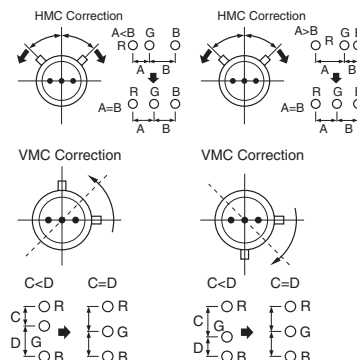 HMC Correction
A<B
R G B
A B
R G B
A=B
A B
HMC Correction
A>B
R G B
A B
R G B
A=B
A B
VMC Correction
C<D C=D
C R R
G
D G
B B
VMC Correction
C<D C=D
C R R
G G
D
B B